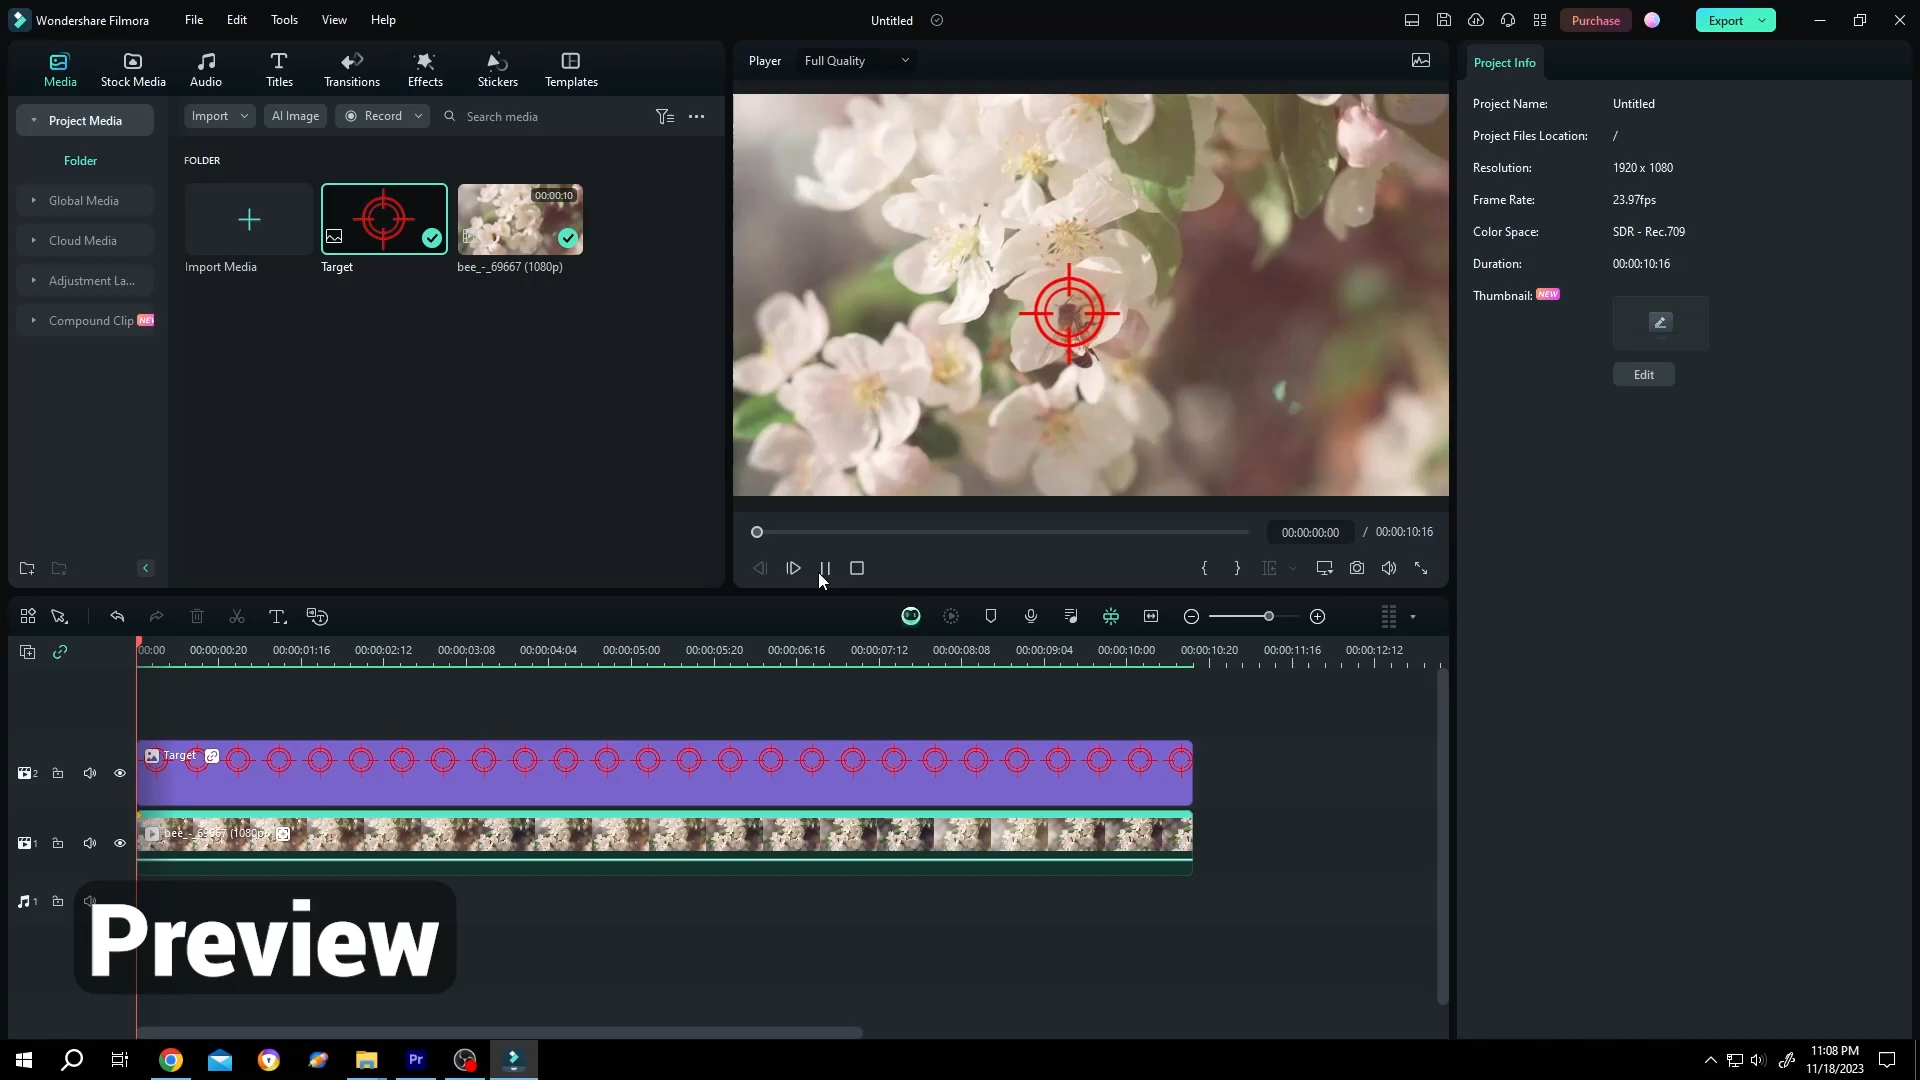 Wondershare Filmora
File
Edit
Tools
View
Help
Untitled
Purchase
Export
Media
Stock Media
Audio
Titles
Transitions
Effects
Stickers
Templates
Project Media
Folder
Global Media
Cloud Media
Adjustment La...
Compound Clip
Import
AI Image
Record
Search media
FOLDER
Import Media
Target
00:00:10
bee_-_69667 (1080p)
Player
Full Quality
00:00:00:00 / 00:00:10:16
Project Info
Project Name: Untitled
Project Files Location: /
Resolution: 1920 x 1080
Frame Rate: 23.97fps
Color Space: SDR - Rec.709
Duration: 00:00:10:16
Thumbnail: NEW
Edit
00:00 00:00:00:20 00:00:01:16 00:00:02:12 00:00:03:08 00:00:04:04 00:00:05:00 00:00:05:20 00:00:06:16 00:00:07:12 00:00:08:08 00:00:09:04 00:00:10:00 00:00:10:20 00:00:11:16 00:00:12:12
Target
2
bee_-_69667 (1080p)
1
1
Preview
Pr
11:08 PM
11/18/2023